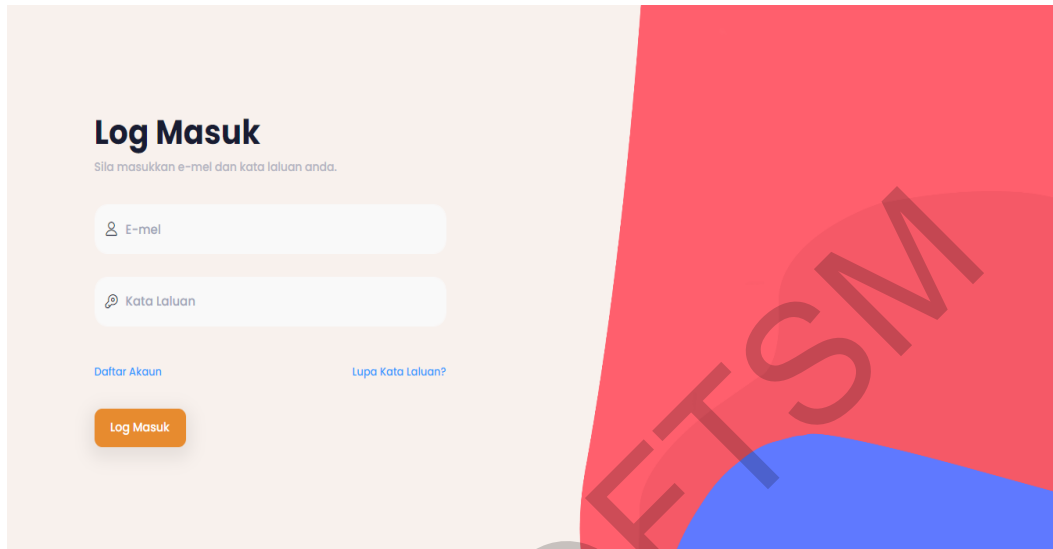 Log Masuk
Sila masukkan e-mel dan kata laluan anda.
E-mel
Kata Laluan
Daftar Akaun
Lupa Kata Laluan?
Log Masuk
FTSM